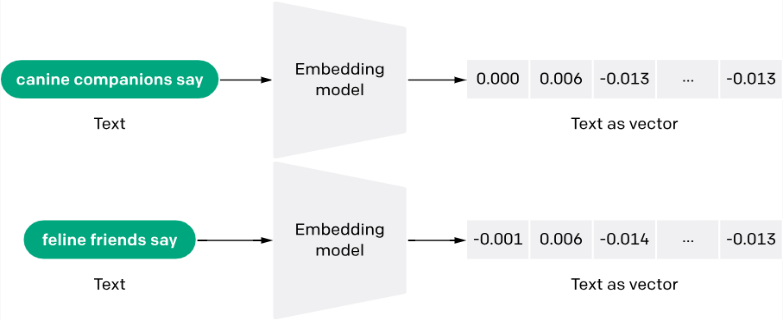 canine companions say
Embedding
model
0.000 0.006 -0.013 ... -0.013
Text
Text as vector
feline friends say
Embedding
model
-0.001 0.006 -0.014 ... -0.013
Text
Text as vector